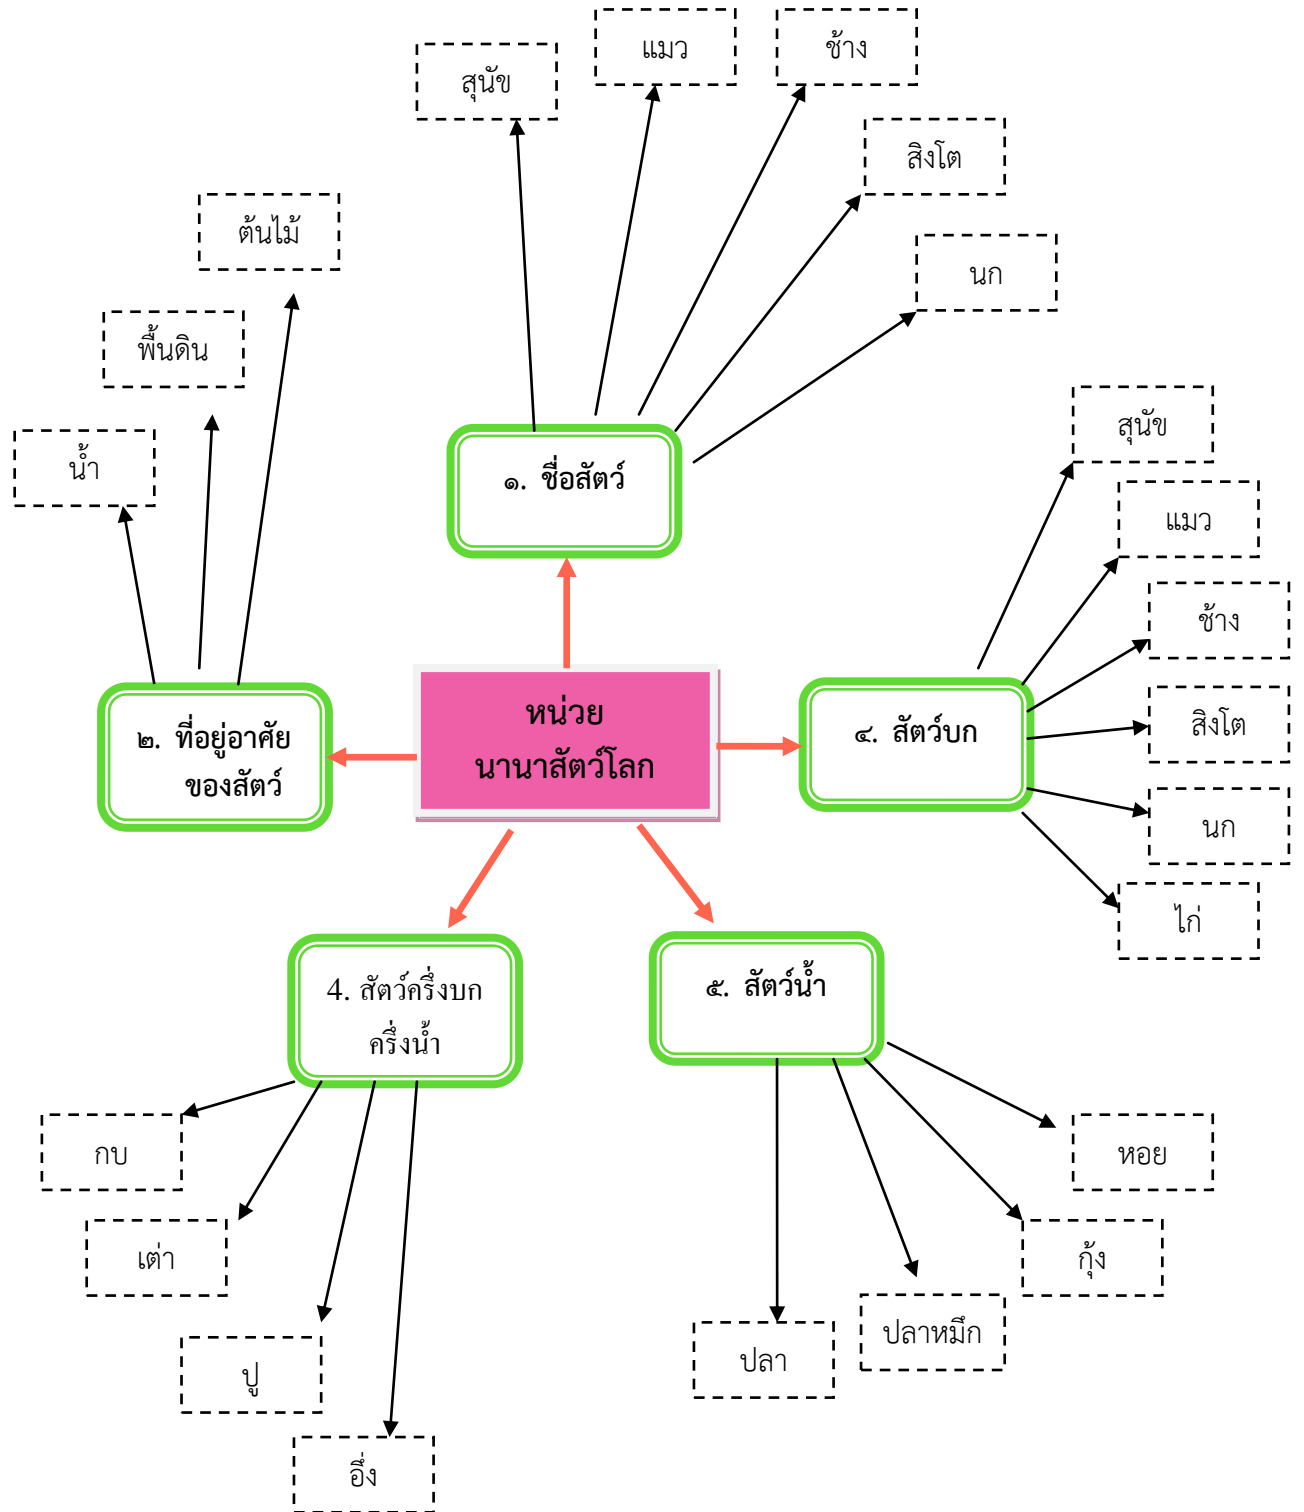 แมว
ช้าง
สุนัข
สิงโต
ต้นไม้
นก
พื้นดิน
น้ำ
๑. ชื่อสัตว์
สุนัข
แมว
ช้าง
หน่วย
นานาสัตว์โลก
๒. ที่อยู่อาศัย
ของสัตว์
๔. สัตว์บก
สิงโต
นก
ไก่
4. สัตว์ครึ่งบก
ครึ่งน้ำ
๕. สัตว์น้ำ
กบ
เต่า
ปู
อึ่ง
หอย
กุ้ง
ปลาหมึก
ปลา